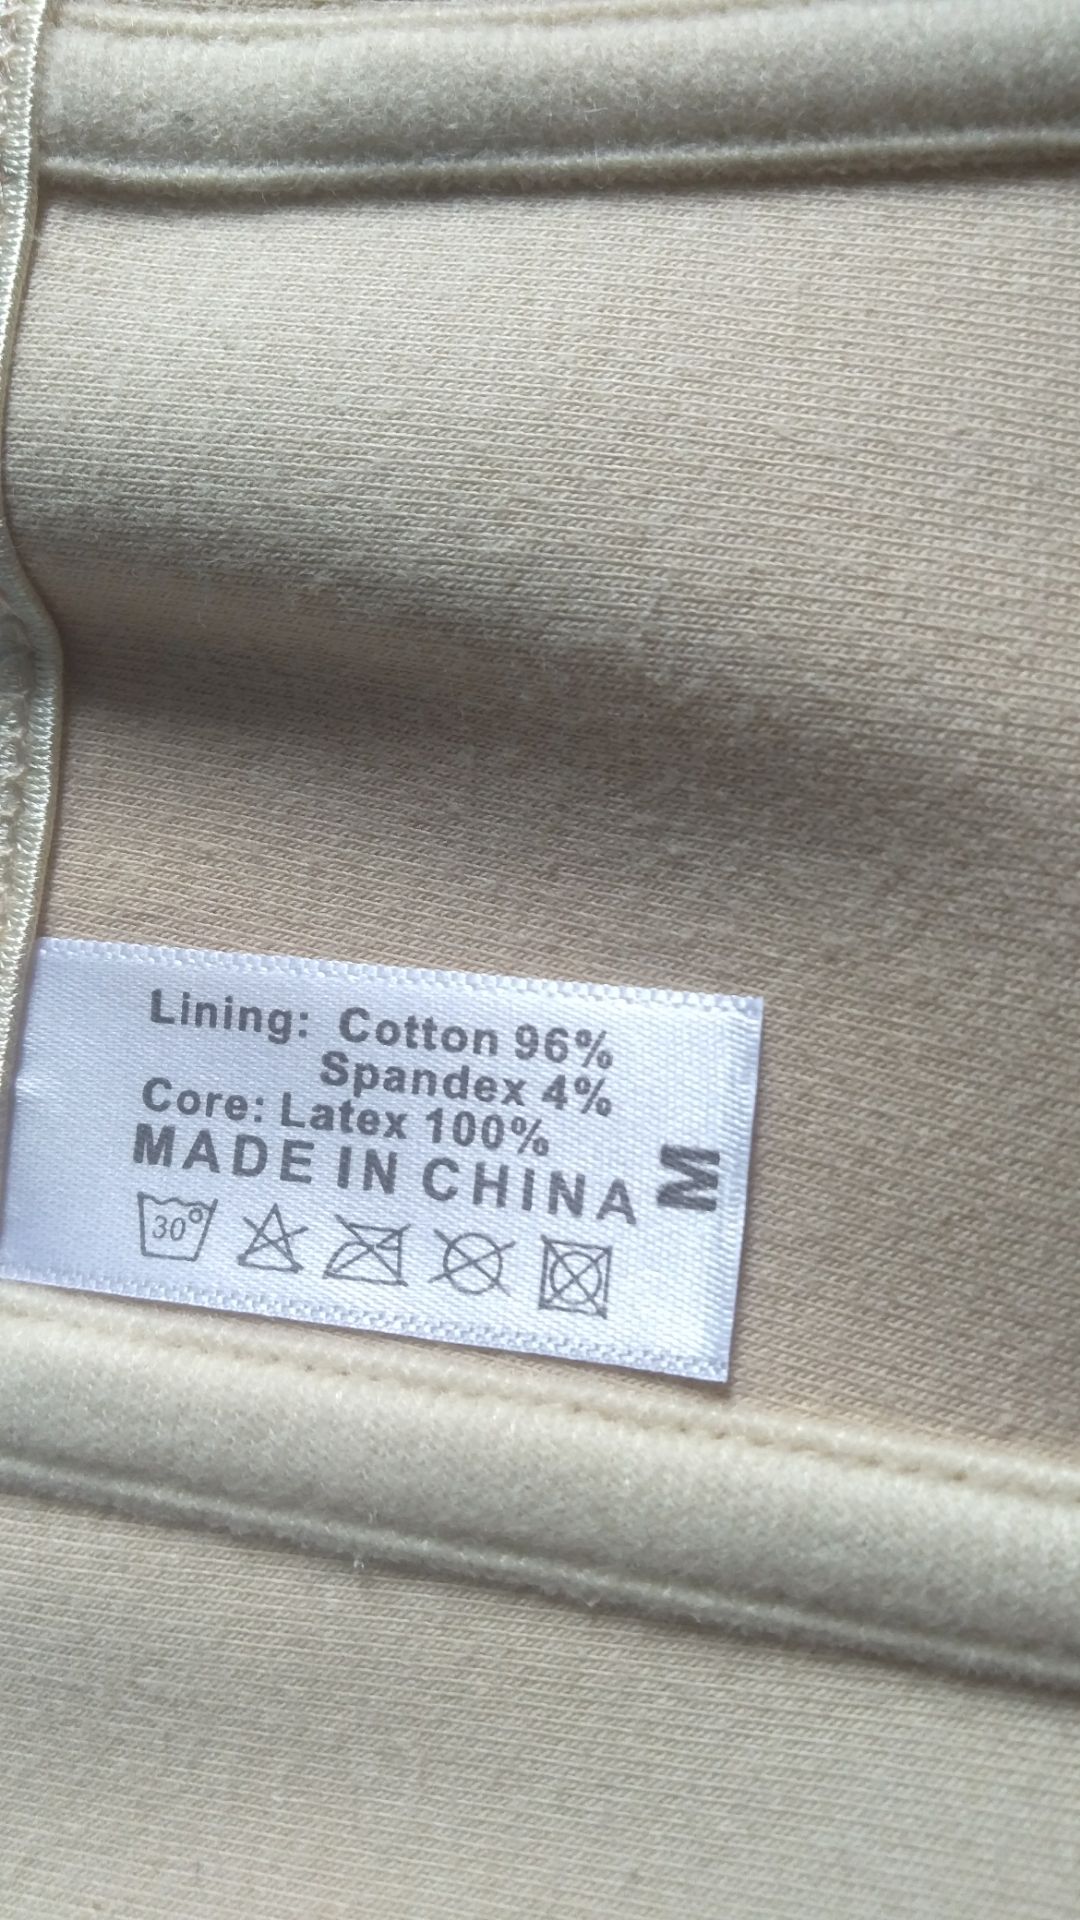 Lining: Cotton 96%
Spandex 4%
Core: Latex 100%
MADE IN CHINA
M
30°